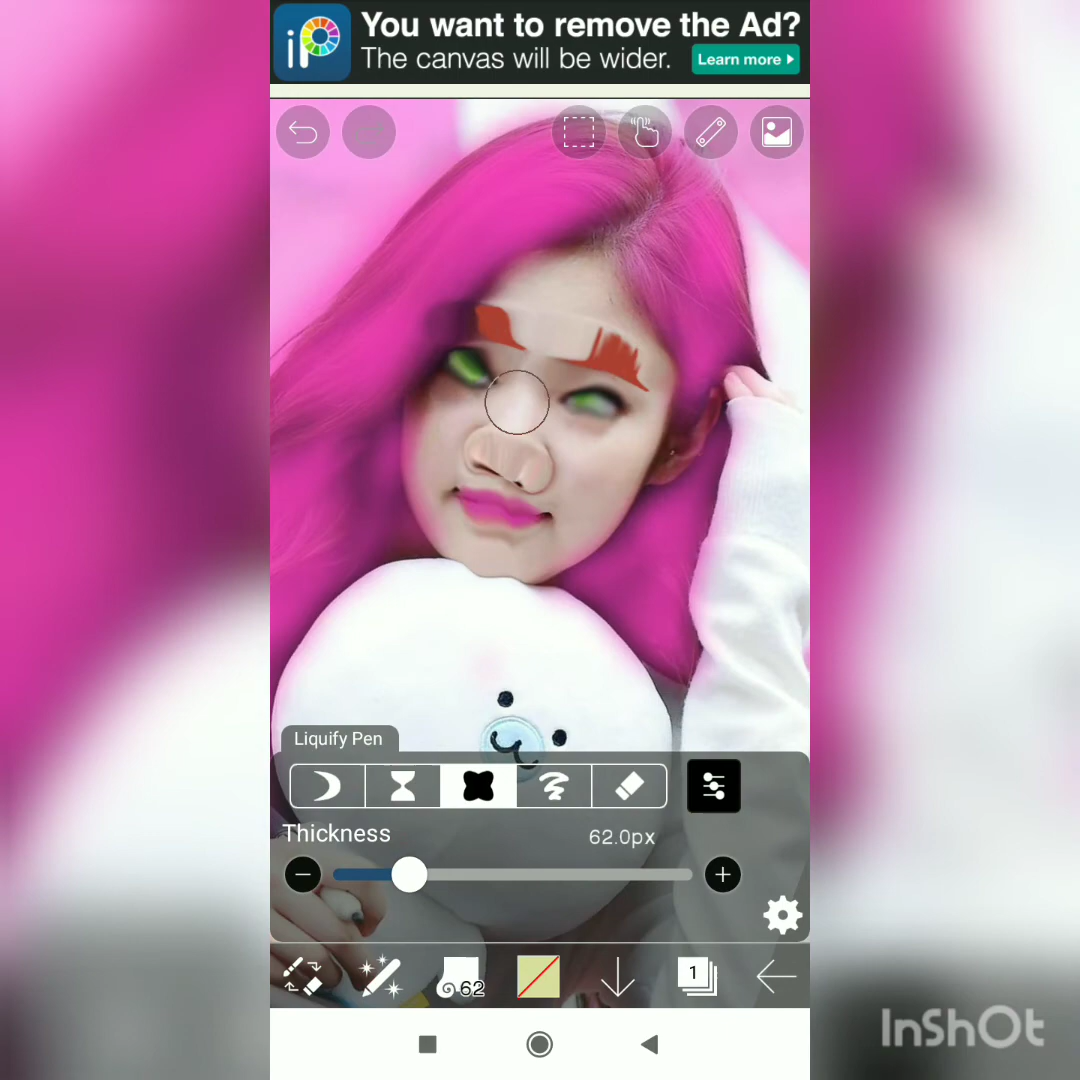 iP
You want to remove the Ad?
The canvas will be wider.
Learn more
Liquify Pen
Thickness
62.0px
62
1
InShOt